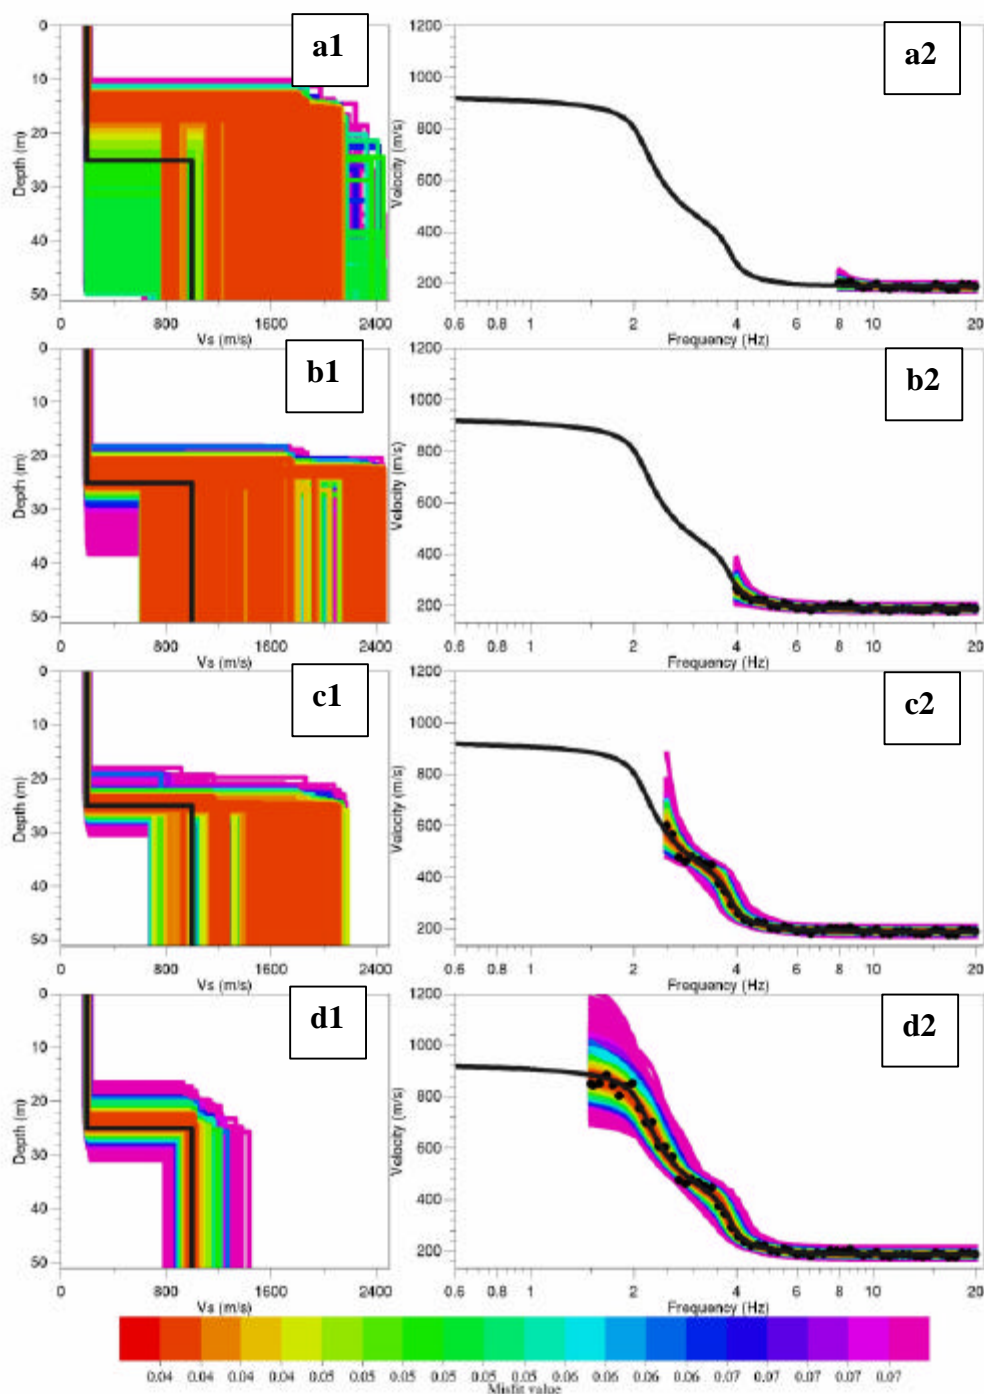 a1
0
10
20
30
40
50
Depth (m)
0 800 1600 2400
Vs (m/s)
a2
1200
1000
800
600
400
200
Velocity (m/s)
0.6 0.8 1 2 4 6 8 10 20
Frequency (Hz)
b1
0
10
20
30
40
50
Depth (m)
0 800 1600 2400
Vs (m/s)
b2
1200
1000
800
600
400
200
Velocity (m/s)
0.6 0.8 1 2 4 6 8 10 20
Frequency (Hz)
c1
0
10
20
30
40
50
Depth (m)
0 800 1600 2400
Vs (m/s)
c2
1200
1000
800
600
400
200
Velocity (m/s)
0.6 0.8 1 2 4 6 8 10 20
Frequency (Hz)
d1
0
10
20
30
40
50
Depth (m)
0 800 1600 2400
Vs (m/s)
d2
1200
1000
800
600
400
200
Velocity (m/s)
0.6 0.8 1 2 4 6 8 10 20
Frequency (Hz)
0.04 0.04 0.04 0.04 0.05 0.05 0.05 0.05 0.05 0.05 0.06 0.06 0.06 0.06 0.07 0.07 0.07 0.07 0.07
Misfit value